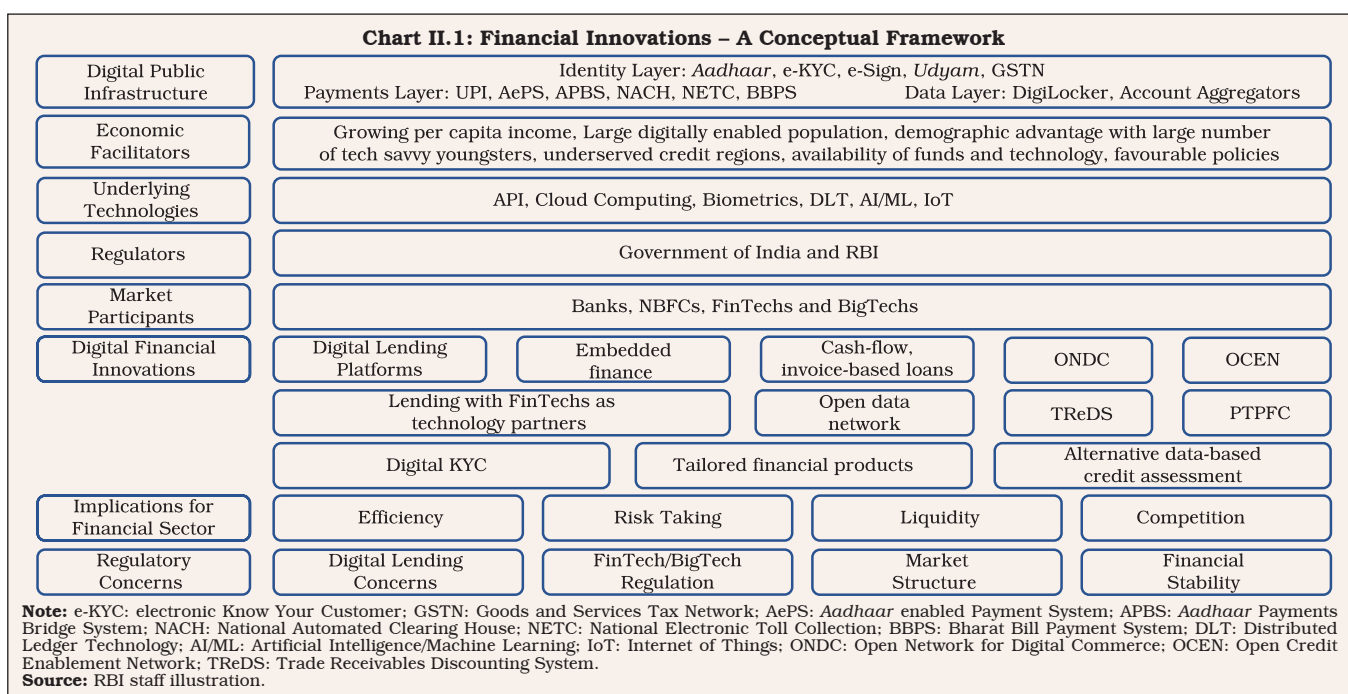 Chart II.1: Financial Innovations – A Conceptual Framework
Digital Public
Infrastructure
Identity Layer: Aadhaar, e-KYC, e-Sign, Udyam, GSTN
Payments Layer: UPI, AePS, APBS, NACH, NETC, BBPS Data Layer: DigiLocker, Account Aggregators
Economic
Facilitators
Growing per capita income, Large digitally enabled population, demographic advantage with large number
of tech savvy youngsters, underserved credit regions, availability of funds and technology, favourable policies
Underlying
Technologies
API, Cloud Computing, Biometrics, DLT, AI/ML, IoT
Regulators
Government of India and RBI
Market
Participants
Banks, NBFCs, FinTechs and BigTechs
Digital Financial
Innovations
Digital Lending
Platforms
Embedded
finance
Cash-flow,
invoice-based loans
ONDC
OCEN
Lending with FinTechs as
technology partners
Open data
network
TReDS
PTPFC
Digital KYC
Tailored financial products
Alternative data-based
credit assessment
Implications for
Financial Sector
Efficiency
Risk Taking
Liquidity
Competition
Regulatory
Concerns
Digital Lending
Concerns
FinTech/BigTech
Regulation
Market
Structure
Financial
Stability
Note: e-KYC: electronic Know Your Customer; GSTN: Goods and Services Tax Network; AePS: Aadhaar enabled Payment System; APBS: Aadhaar Payments
Bridge System; NACH: National Automated Clearing House; NETC: National Electronic Toll Collection; BBPS: Bharat Bill Payment System; DLT: Distributed
Ledger Technology; AI/ML: Artificial Intelligence/Machine Learning; IoT: Internet of Things; ONDC: Open Network for Digital Commerce; OCEN: Open Credit
Enablement Network; TReDS: Trade Receivables Discounting System.
Source: RBI staff illustration.